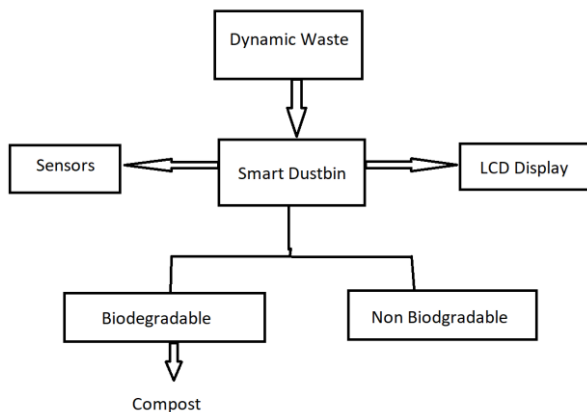 Dynamic Waste
Sensors
Smart Dustbin
LCD Display
Biodegradable
Non Biodgradable
Compost